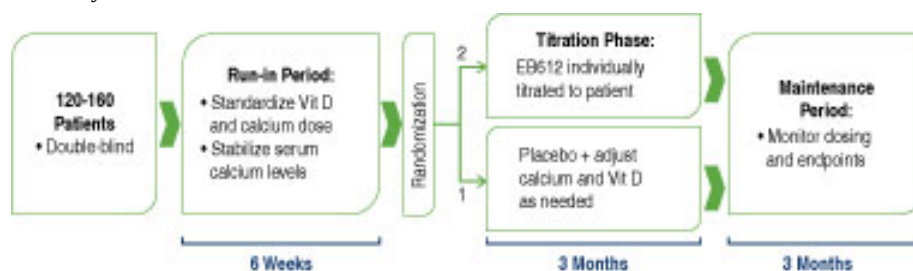 120-160
Patients
• Double-blind
Run-in Period:
• Standardize Vit D
and calcium dose
• Stabilize serum
calcium levels
Randomization
2
1
Titration Phase:
EB612 individually
titrated to patient
Placebo + adjust
calcium and Vit D
as needed
Maintenance
Period:
• Monitor dosing
and endpoints
6 Weeks
3 Months
3 Months